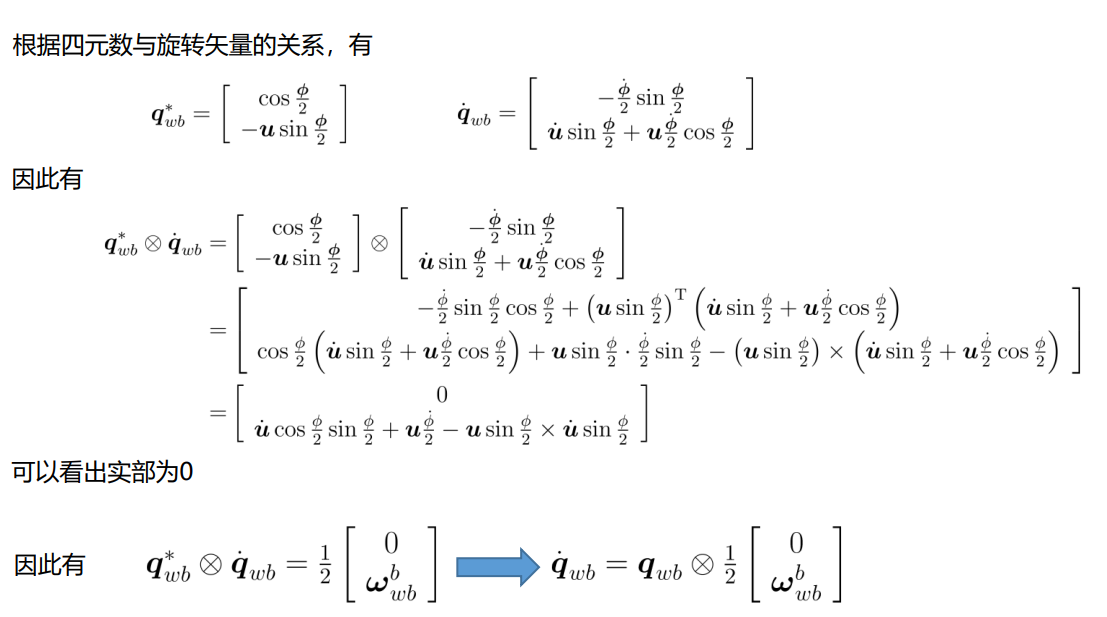 根据四元数与旋转矢量的关系，有
$\boldsymbol{q}_{wb}^{*} = \begin{bmatrix} \cos \frac{\phi}{2} \\ -\boldsymbol{u} \sin \frac{\phi}{2} \end{bmatrix} \qquad \dot{\boldsymbol{q}}_{wb} = \begin{bmatrix} -\frac{\dot{\phi}}{2} \sin \frac{\phi}{2} \\ \dot{\boldsymbol{u}} \sin \frac{\phi}{2} + \boldsymbol{u} \frac{\dot{\phi}}{2} \cos \frac{\phi}{2} \end{bmatrix}$
因此有
$\boldsymbol{q}_{wb}^{*} \otimes \dot{\boldsymbol{q}}_{wb} = \begin{bmatrix} \cos \frac{\phi}{2} \\ -\boldsymbol{u} \sin \frac{\phi}{2} \end{bmatrix} \otimes \begin{bmatrix} -\frac{\dot{\phi}}{2} \sin \frac{\phi}{2} \\ \dot{\boldsymbol{u}} \sin \frac{\phi}{2} + \boldsymbol{u} \frac{\dot{\phi}}{2} \cos \frac{\phi}{2} \end{bmatrix}$
$= \begin{bmatrix} -\frac{\dot{\phi}}{2} \sin \frac{\phi}{2} \cos \frac{\phi}{2} + \left( \boldsymbol{u} \sin \frac{\phi}{2} \right)^{\mathrm{T}} \left( \dot{\boldsymbol{u}} \sin \frac{\phi}{2} + \boldsymbol{u} \frac{\dot{\phi}}{2} \cos \frac{\phi}{2} \right) \\ \cos \frac{\phi}{2} \left( \dot{\boldsymbol{u}} \sin \frac{\phi}{2} + \boldsymbol{u} \frac{\dot{\phi}}{2} \cos \frac{\phi}{2} \right) + \boldsymbol{u} \sin \frac{\phi}{2} \cdot \frac{\dot{\phi}}{2} \sin \frac{\phi}{2} - \left( \boldsymbol{u} \sin \frac{\phi}{2} \right) \times \left( \dot{\boldsymbol{u}} \sin \frac{\phi}{2} + \boldsymbol{u} \frac{\dot{\phi}}{2} \cos \frac{\phi}{2} \right) \end{bmatrix}$
$= \begin{bmatrix} 0 \\ \dot{\boldsymbol{u}} \cos \frac{\phi}{2} \sin \frac{\phi}{2} + \boldsymbol{u} \frac{\dot{\phi}}{2} - \boldsymbol{u} \sin \frac{\phi}{2} \times \dot{\boldsymbol{u}} \sin \frac{\phi}{2} \end{bmatrix}$
可以看出实部为0
因此有 $\boldsymbol{q}_{wb}^{*} \otimes \dot{\boldsymbol{q}}_{wb} = \frac{1}{2} \begin{bmatrix} 0 \\ \boldsymbol{\omega}_{wb}^{b} \end{bmatrix} \qquad \dot{\boldsymbol{q}}_{wb} = \boldsymbol{q}_{wb} \otimes \frac{1}{2} \begin{bmatrix} 0 \\ \boldsymbol{\omega}_{wb}^{b} \end{bmatrix}$